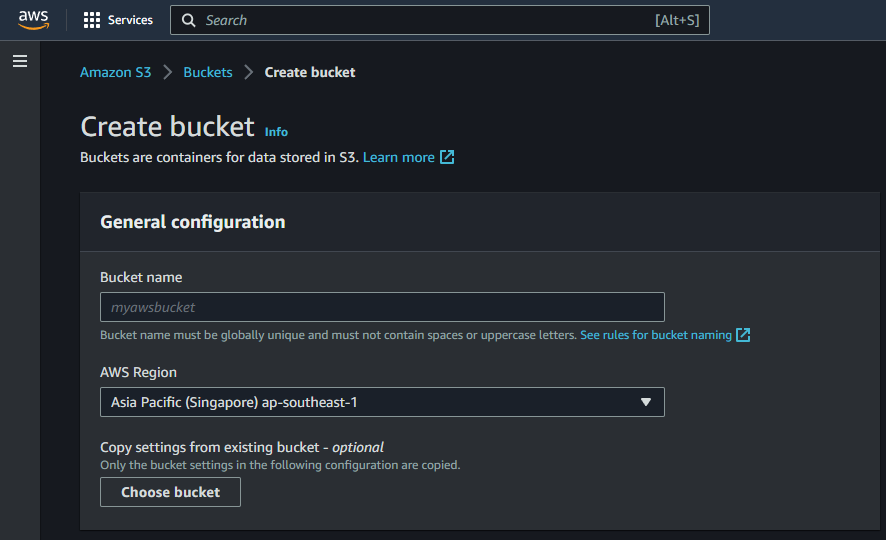 aws Services Search [Alt+S]
Amazon S3 Buckets Create bucket
Create bucket Info
Buckets are containers for data stored in S3. Learn more
General configuration
Bucket name
myawsbucket
Bucket name must be globally unique and must not contain spaces or uppercase letters. See rules for bucket naming
AWS Region
Asia Pacific (Singapore) ap-southeast-1
Copy settings from existing bucket - optional
Only the bucket settings in the following configuration are copied.
Choose bucket